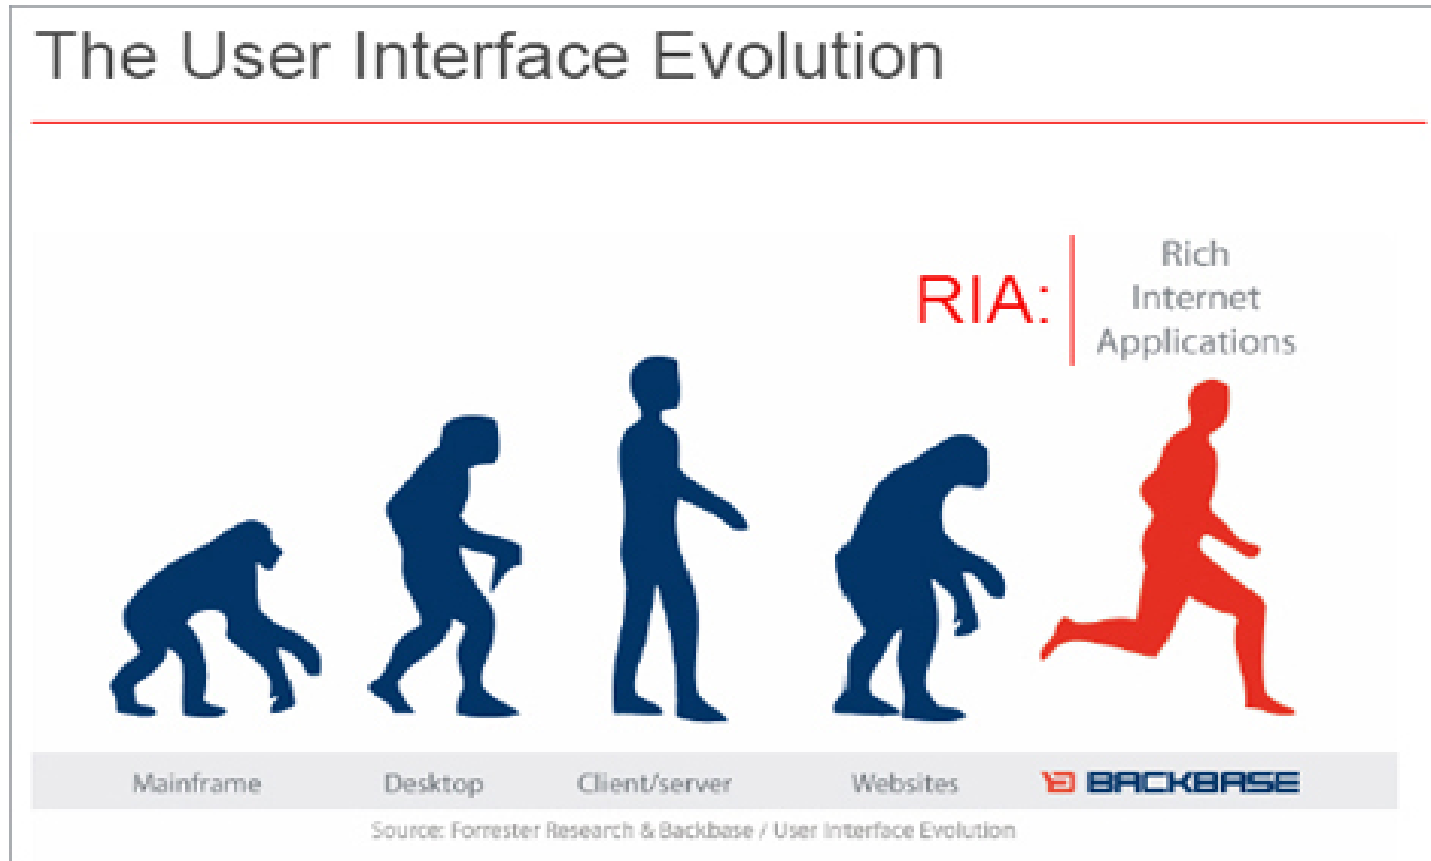 The User Interface Evolution
RIA:
Rich
Internet
Applications
Mainframe
Desktop
Client/server
Websites
BACKBASE
Source: Forrester Research & Backbase / User Interface Evolution